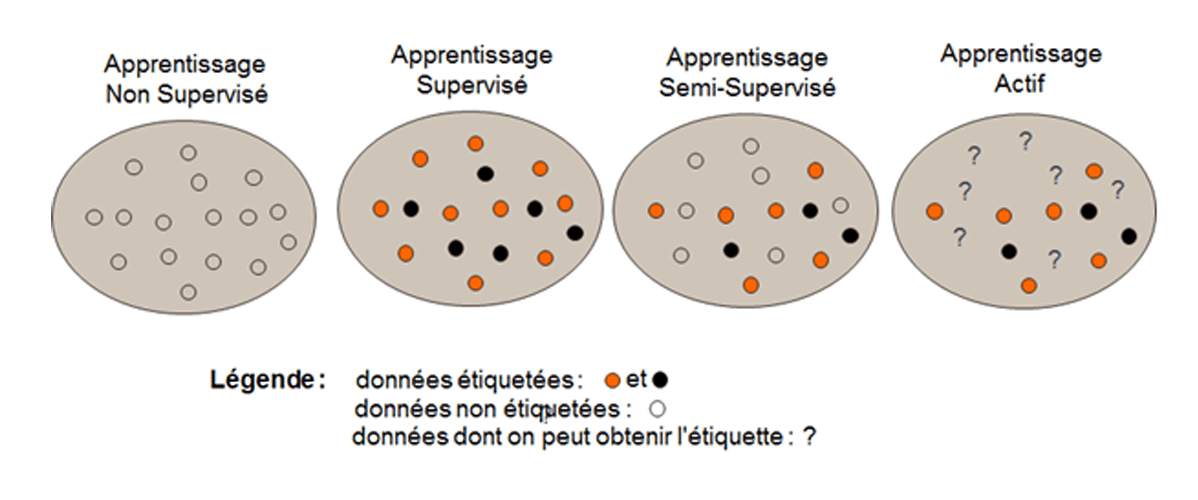 Apprentissage
Non Supervisé
Apprentissage
Supervisé
Apprentissage
Semi-Supervisé
Apprentissage
Actif
? ? ? ? ? ? ?
Légende : données étiquetées : et
données non étiquetées :
données dont on peut obtenir l'étiquette : ?